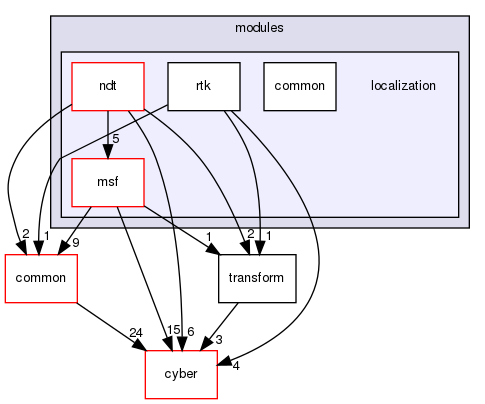 modules
ndt
rtk
common
localization
5
msf
2
1
9
1
2
1
common
transform
24
15
6
3
4
cyber